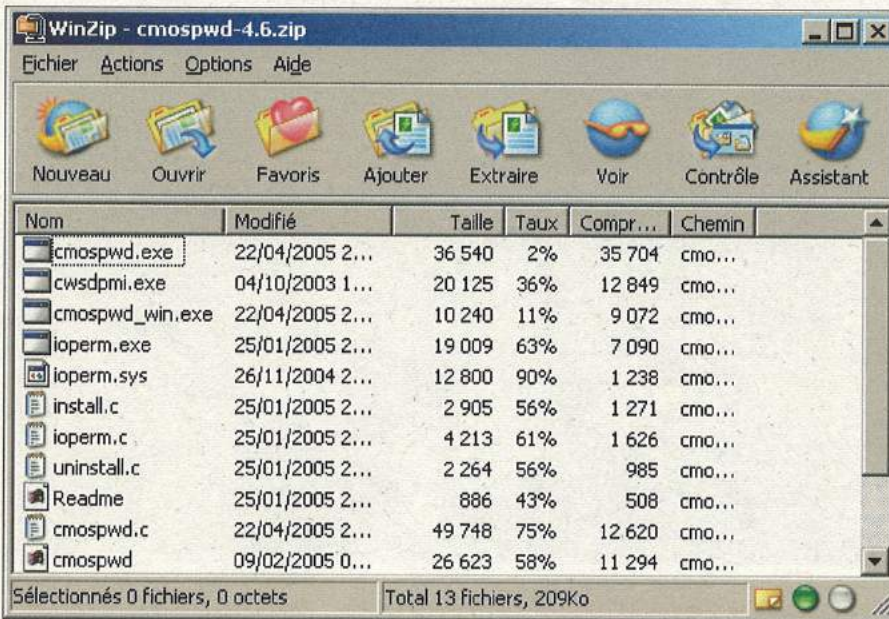 WinZip - cmospwd-4.6.zip
Fichier Actions Options Aide
Nouveau Ouvrir Favoris Ajouter Extraire Voir Contrôle Assistant
Nom Modifié Taille Taux Compr... Chemin
cmospwd.exe 22/04/2005 2... 36 540 2% 35 704 cmo...
cwsdpmi.exe 04/10/2003 1... 20 125 36% 12 849 cmo...
cmospwd_win.exe 22/04/2005 2... 10 240 11% 9 072 cmo...
ioperm.exe 25/01/2005 2... 19 009 63% 7 090 cmo...
ioperm.sys 26/11/2004 2... 12 800 90% 1 238 cmo...
install.c 25/01/2005 2... 2 905 56% 1 271 cmo...
ioperm.c 25/01/2005 2... 4 213 61% 1 626 cmo...
uninstall.c 25/01/2005 2... 2 264 56% 985 cmo...
Readme 25/01/2005 2... 886 43% 508 cmo...
cmospwd.c 22/04/2005 2... 49 748 75% 12 620 cmo...
cmospwd 09/02/2005 0... 26 623 58% 11 294 cmo...
Sélectionnés 0 fichiers, 0 octets Total 13 fichiers, 209Ko